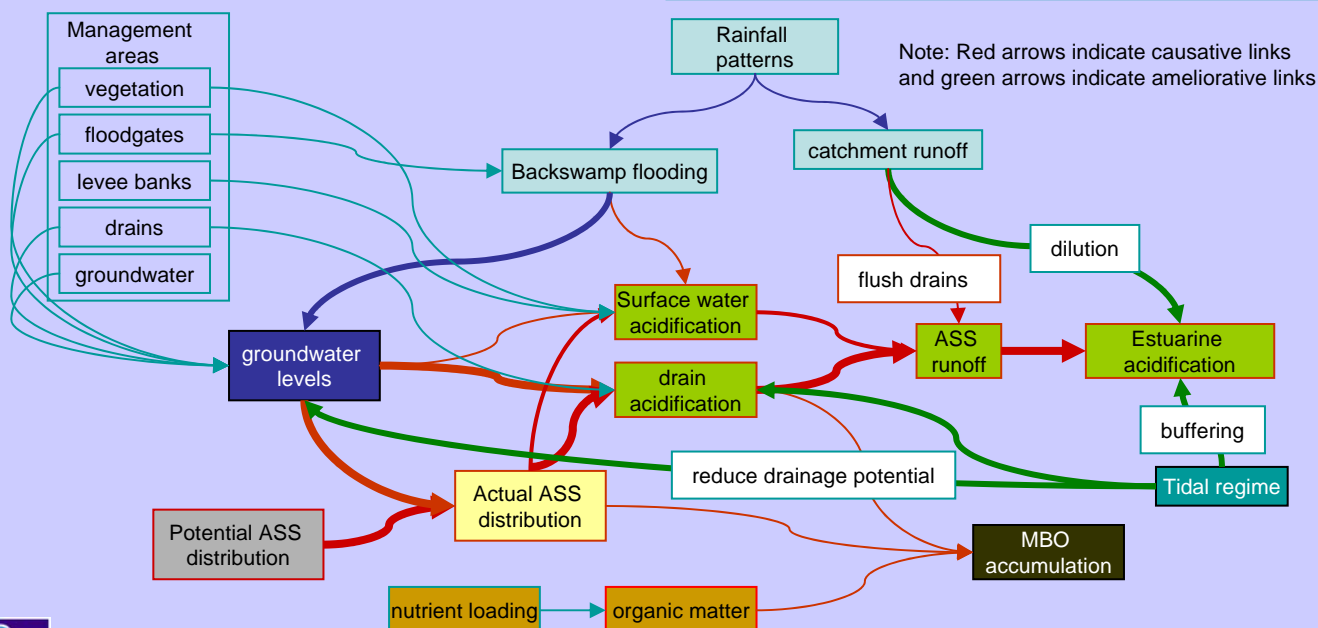 Management
areas
vegetation
floodgates
levee banks
drains
groundwater
Rainfall
patterns
Note: Red arrows indicate causative links
and green arrows indicate ameliorative links
catchment runoff
Backswamp flooding
dilution
flush drains
Surface water
acidification
groundwater
levels
ASS
runoff
Estuarine
acidification
drain
acidification
buffering
reduce drainage potential
Tidal regime
Actual ASS
distribution
Potential ASS
distribution
MBO
accumulation
nutrient loading
organic matter